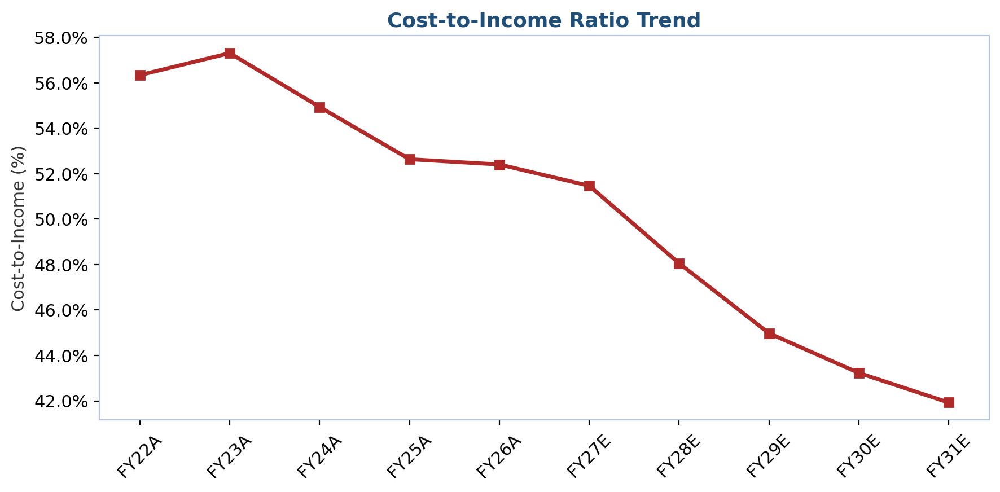 Cost-to-Income Ratio Trend
Cost-to-Income (%)
58.0%
56.0%
54.0%
52.0%
50.0%
48.0%
46.0%
44.0%
42.0%
FY22A
FY23A
FY24A
FY25A
FY26A
FY27E
FY28E
FY29E
FY30E
FY31E